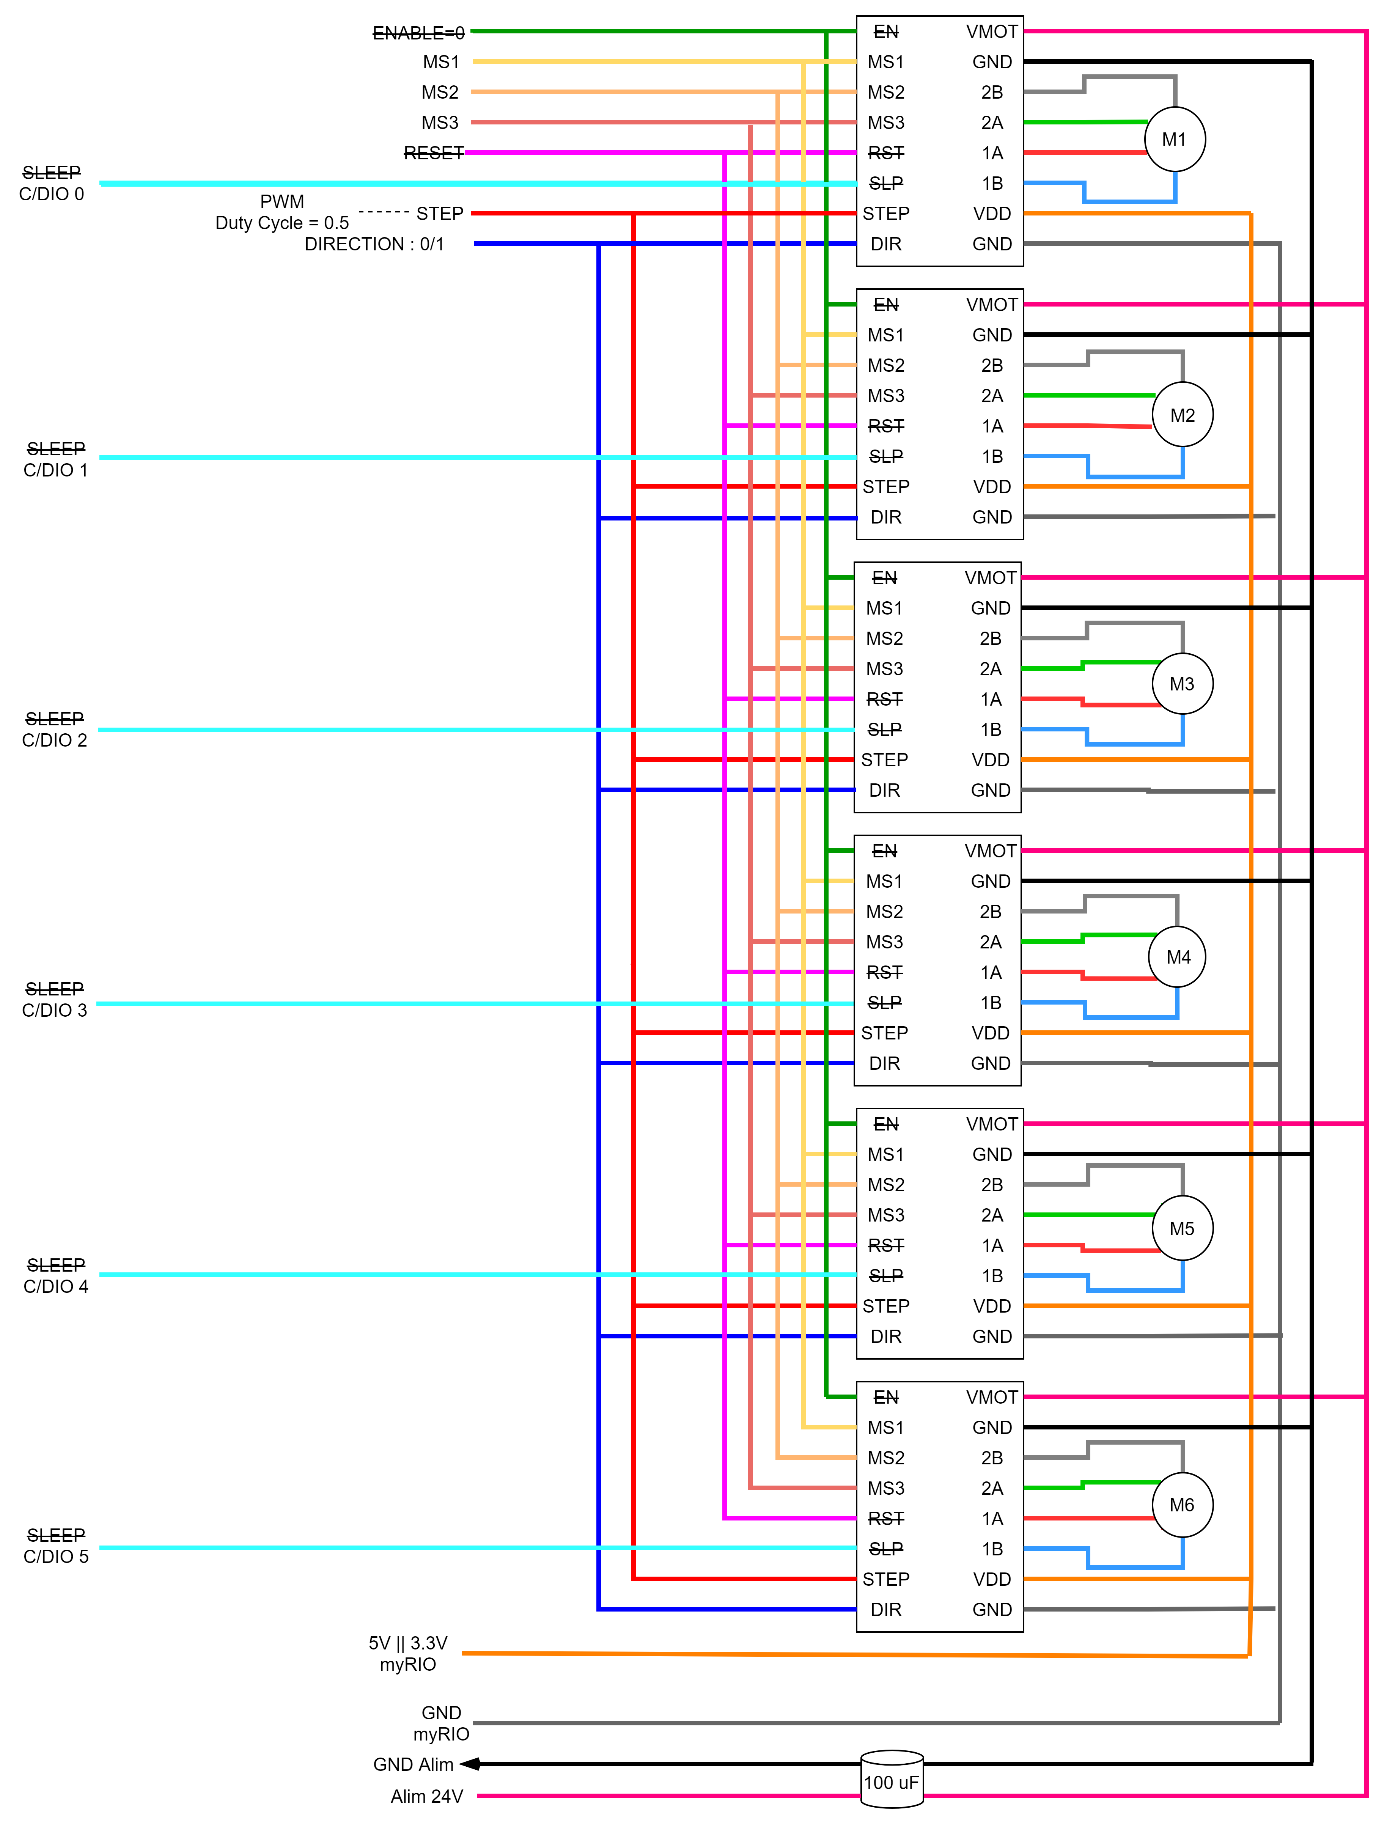 ENABLE=0
MS1
MS2
MS3
RESET
SLEEP
C/DIO 0
PWM
Duty Cycle = 0.5
------ STEP
DIRECTION : 0/1
EN VMOT
MS1 GND
MS2 2B
MS3 2A
RST 1A
SLP 1B
STEP VDD
DIR GND
M1
SLEEP
C/DIO 1
EN VMOT
MS1 GND
MS2 2B
MS3 2A
RST 1A
SLP 1B
STEP VDD
DIR GND
M2
SLEEP
C/DIO 2
EN VMOT
MS1 GND
MS2 2B
MS3 2A
RST 1A
SLP 1B
STEP VDD
DIR GND
M3
SLEEP
C/DIO 3
EN VMOT
MS1 GND
MS2 2B
MS3 2A
RST 1A
SLP 1B
STEP VDD
DIR GND
M4
SLEEP
C/DIO 4
EN VMOT
MS1 GND
MS2 2B
MS3 2A
RST 1A
SLP 1B
STEP VDD
DIR GND
M5
SLEEP
C/DIO 5
EN VMOT
MS1 GND
MS2 2B
MS3 2A
RST 1A
SLP 1B
STEP VDD
DIR GND
M6
5V || 3.3V
myRIO
GND
myRIO
GND Alim
100 uF
Alim 24V